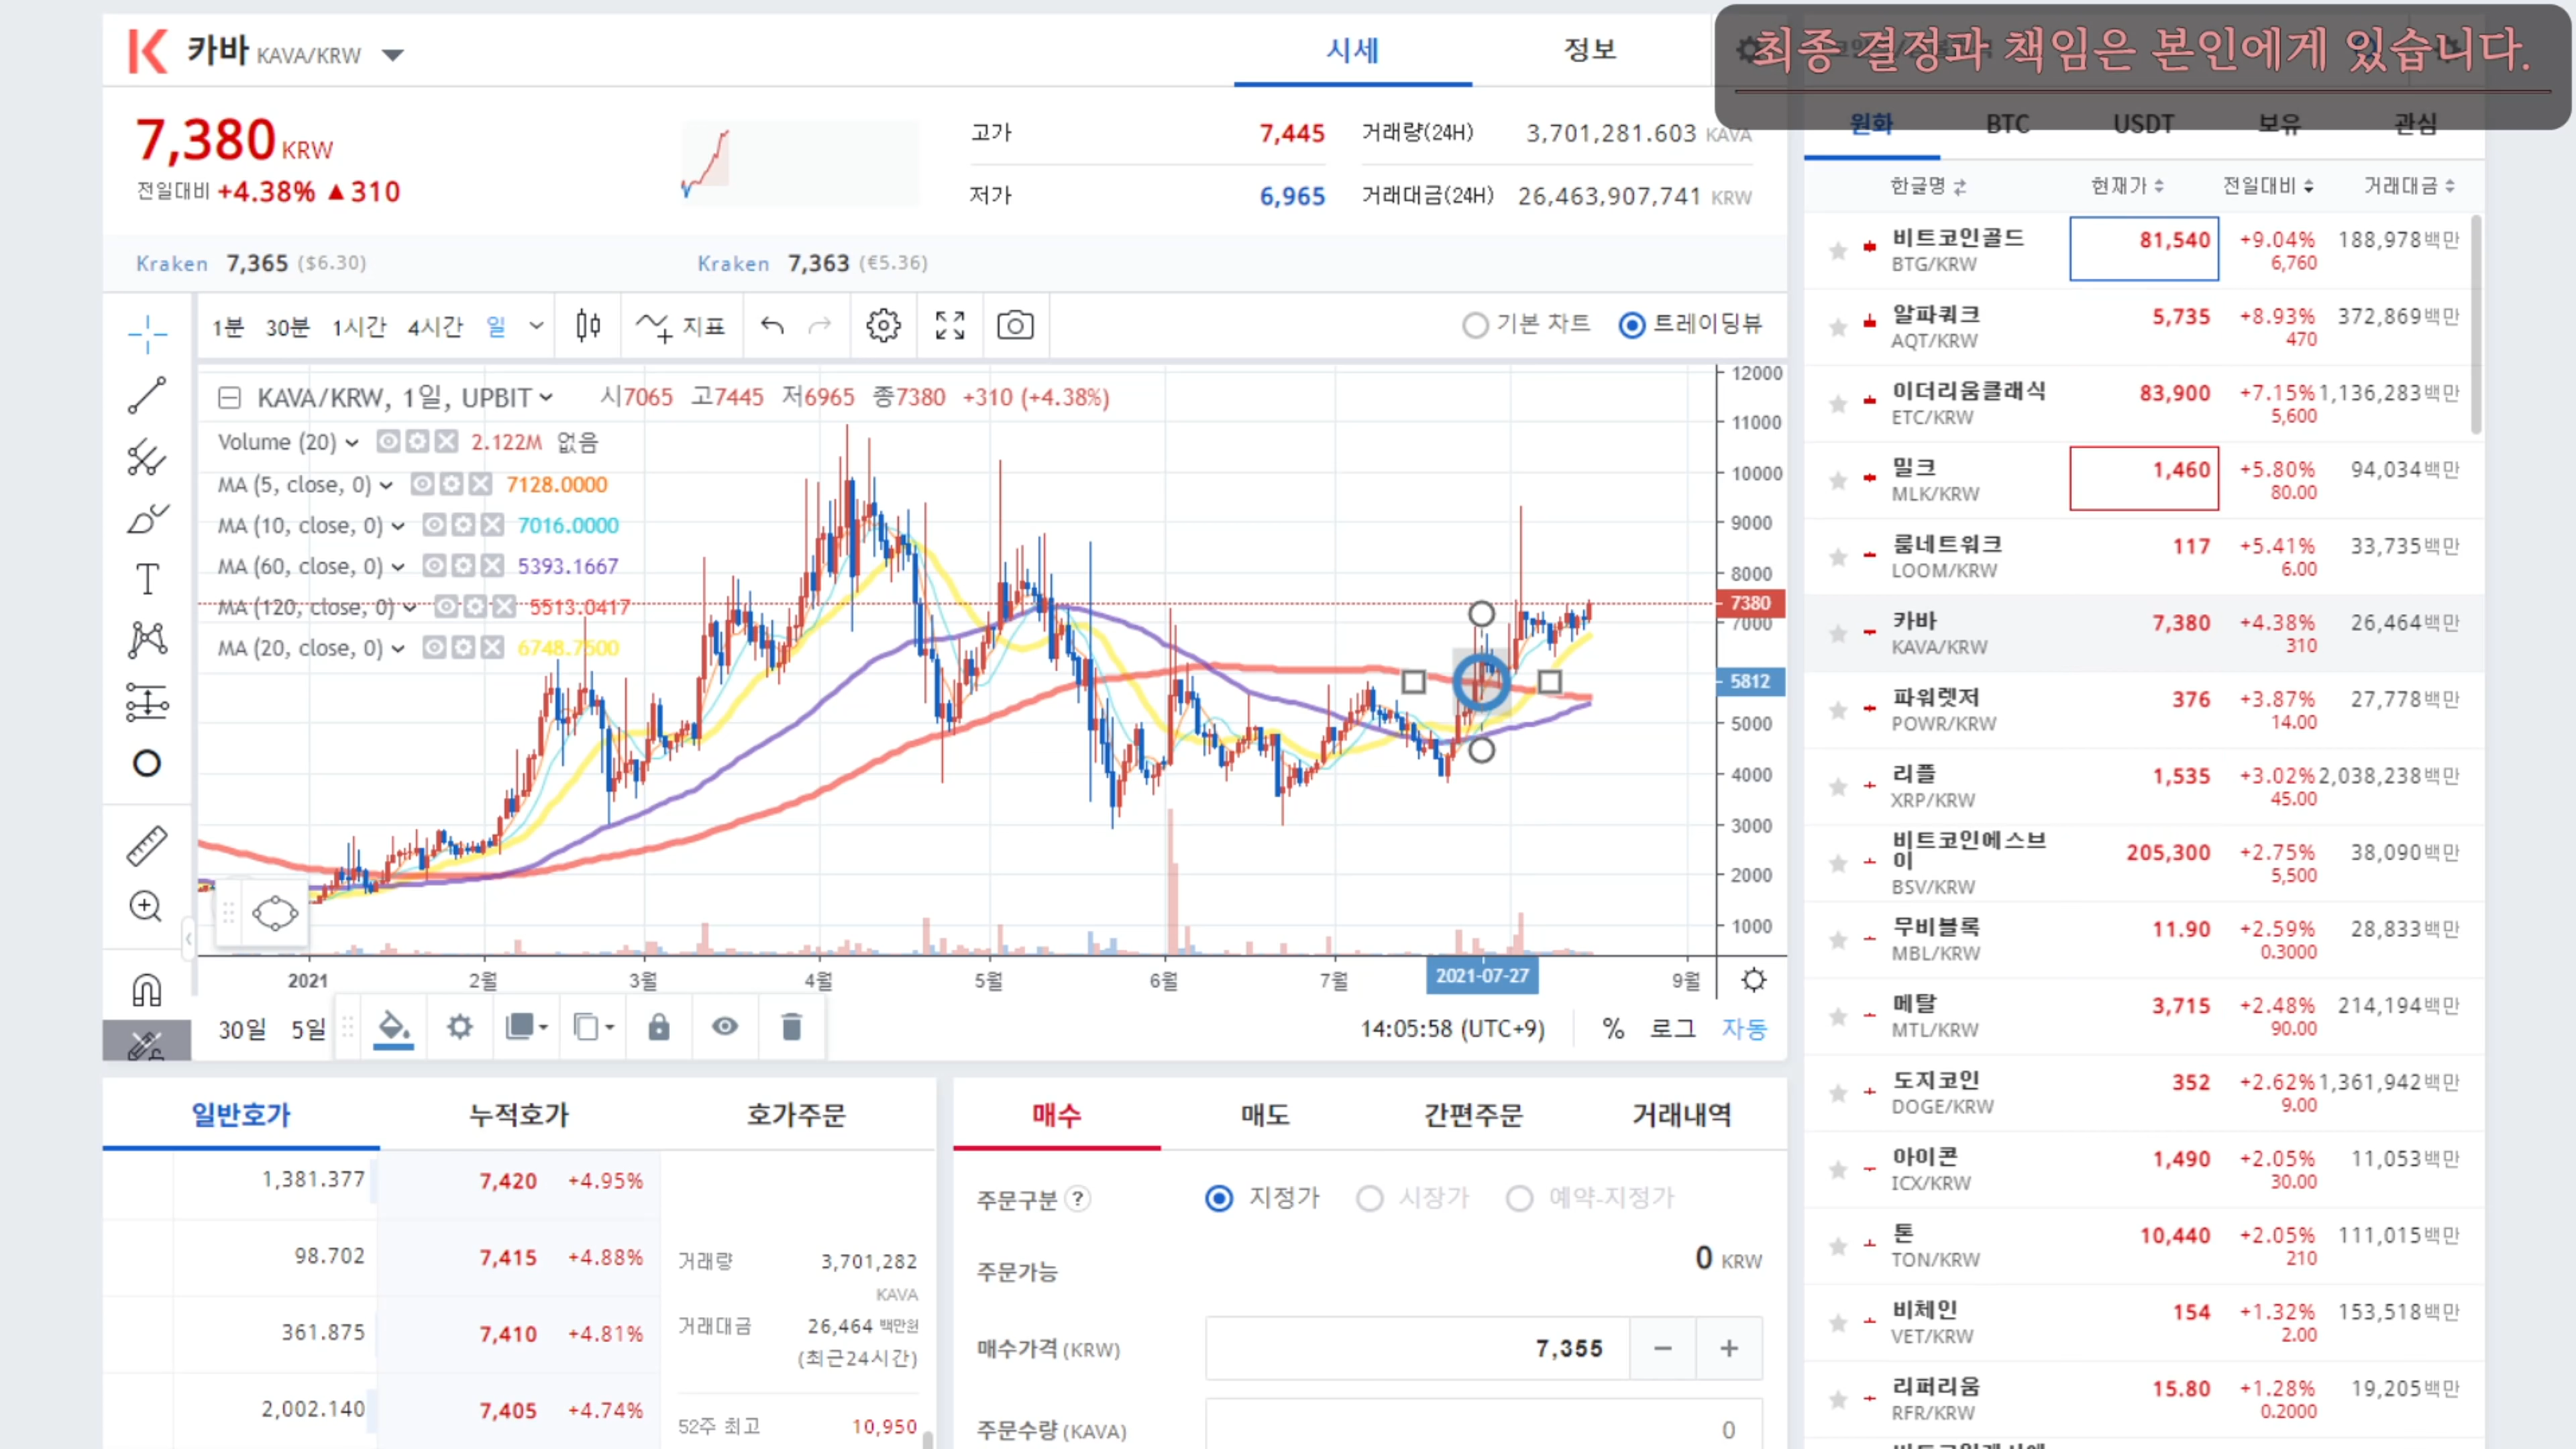 카바 KAVA/KRW
시세 정보
최종 결정과 책임은 본인에게 있습니다.
7,380 KRW
전일대비 +4.38% ▲310
고가 7,445 거래량(24H) 3,701,281.603 KAVA
저가 6,965 거래대금(24H) 26,463,907,741 KRW
Kraken 7,365 ($6.30) Kraken 7,363 (€5.36)
1분 30분 1시간 4시간 일 지표 기본 차트 트레이딩뷰
KAVA/KRW, 1일, UPBIT 시7065 고7445 저6965 종7380 +310 (+4.38%)
Volume (20) 2.122M 없음
MA (5, close, 0) 7128.0000
MA (10, close, 0) 7016.0000
MA (60, close, 0) 5393.1667
MA (120, close, 0) 5513.0417
MA (20, close, 0) 6748.7500
12000
11000
10000
9000
8000
7380
7000
5812
5000
4000
3000
2000
1000
2021 2월 3월 4월 5월 6월 7월 2021-07-27 9월
30일 5일 14:05:58 (UTC+9) % 로그 자동
일반호가 누적호가 호가주문
1,381.377 7,420 +4.95%
98.702 7,415 +4.88%
361.875 7,410 +4.81%
2,002.140 7,405 +4.74%
거래량 3,701,282
KAVA
거래대금 26,464 백만원
(최근24시간)
52주 최고 10,950
매수 매도 간편주문 거래내역
주문구분 ? 지정가 시장가 예약-지정가
주문가능 0 KRW
매수가격 (KRW) 7,355 − +
주문수량 (KAVA) 0
원화 BTC USDT 보유 관심
한글명 현재가 전일대비 거래대금
비트코인골드 81,540 +9.04% 188,978백만
BTG/KRW 6,760
알파쿼크 5,735 +8.93% 372,869백만
AQT/KRW 470
이더리움클래식 83,900 +7.15% 1,136,283백만
ETC/KRW 5,600
밀크 1,460 +5.80% 94,034백만
MLK/KRW 80.00
룸네트워크 117 +5.41% 33,735백만
LOOM/KRW 6.00
카바 7,380 +4.38% 26,464백만
KAVA/KRW 310
파워렛저 376 +3.87% 27,778백만
POWR/KRW 14.00
리플 1,535 +3.02% 2,038,238백만
XRP/KRW 45.00
비트코인에스브
이 205,300 +2.75% 38,090백만
BSV/KRW 5,500
무비블록 11.90 +2.59% 28,833백만
MBL/KRW 0.3000
메탈 3,715 +2.48% 214,194백만
MTL/KRW 90.00
도지코인 352 +2.62% 1,361,942백만
DOGE/KRW 9.00
아이콘 1,490 +2.05% 11,053백만
ICX/KRW 30.00
톤 10,440 +2.05% 111,015백만
TON/KRW 210
비체인 154 +1.32% 153,518백만
VET/KRW 2.00
리퍼리움 15.80 +1.28% 19,205백만
RFR/KRW 0.2000